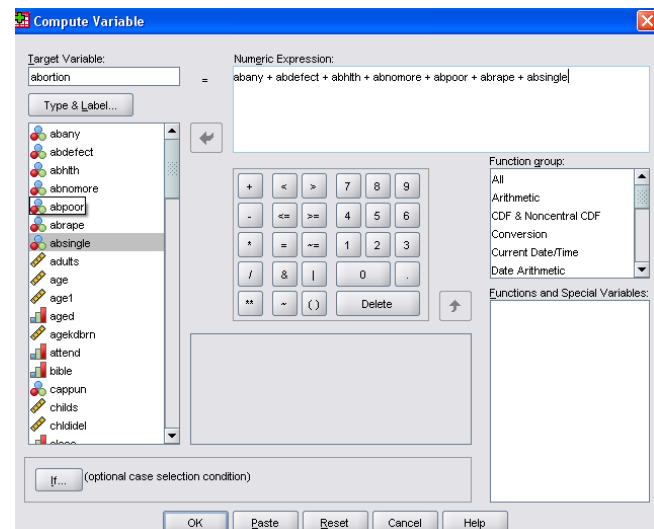 Compute Variable
Target Variable:
abortion
=
Numeric Expression:
abany + abdefect + abhlth + abnomore + abpoor + abrape + absingle
Type & Label...
abany
abdefect
abhlth
abnomore
abpoor
abrape
absingle
adults
age
age1
aged
agekdbrn
attend
bible
cappun
childs
chldidel
+ < > 7 8 9
- <= >= 4 5 6
* = ~= 1 2 3
/ & | 0 .
** ~ ( ) Delete
Function group:
All
Arithmetic
CDF & Noncentral CDF
Conversion
Current Date/Time
Date Arithmetic
Functions and Special Variables:
If... (optional case selection condition)
OK Paste Reset Cancel Help